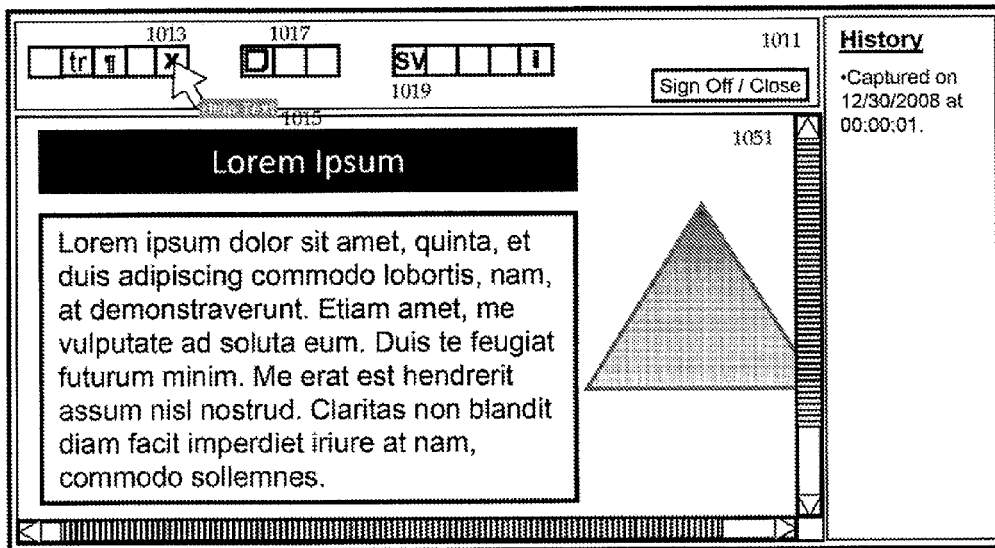 1013
1017
1011
tr ¶ x
SV I
1019
Sign Off / Close
1015
1051
History
•Captured on
12/30/2008 at
00:00:01.
Lorem Ipsum
Lorem ipsum dolor sit amet, quinta, et
duis adipiscing commodo lobortis, nam,
at demonstraverunt. Etiam amet, me
vulputate ad soluta eum. Duis te feugiat
futurum minim. Me erat est hendrerit
assum nisl nostrud. Claritas non blandit
diam facit imperdiet iriure at nam,
commodo sollemnes.